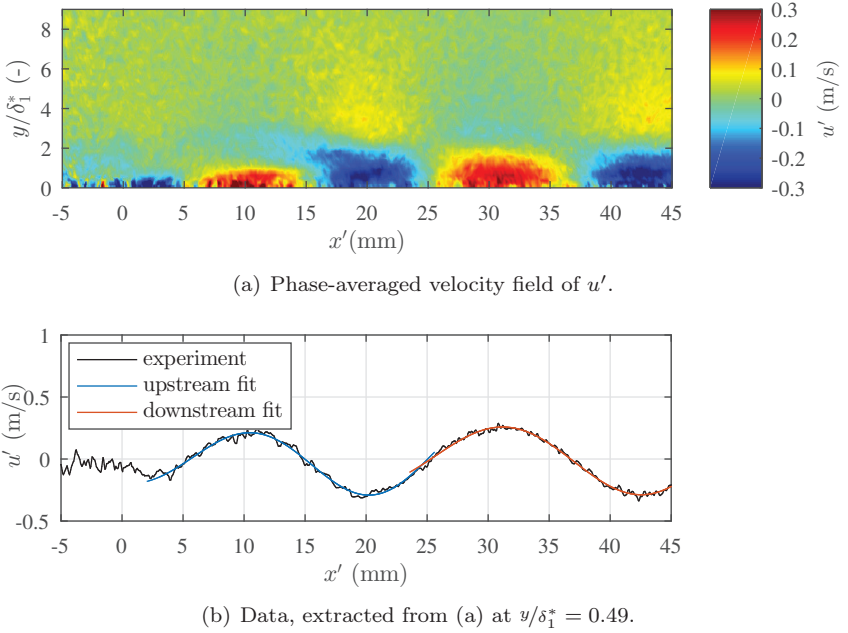 8
6
4
2
0
y/δ₁* (-)
-5 0 5 10 15 20 25 30 35 40 45
x′(mm)
0.3
0.2
0.1
0
-0.1
-0.2
-0.3
u′ (m/s)
(a) Phase-averaged velocity field of u′.
1
0.5
0
-0.5
u′ (m/s)
experiment
upstream fit
downstream fit
-5 0 5 10 15 20 25 30 35 40 45
x′ (mm)
(b) Data, extracted from (a) at y/δ₁* = 0.49.